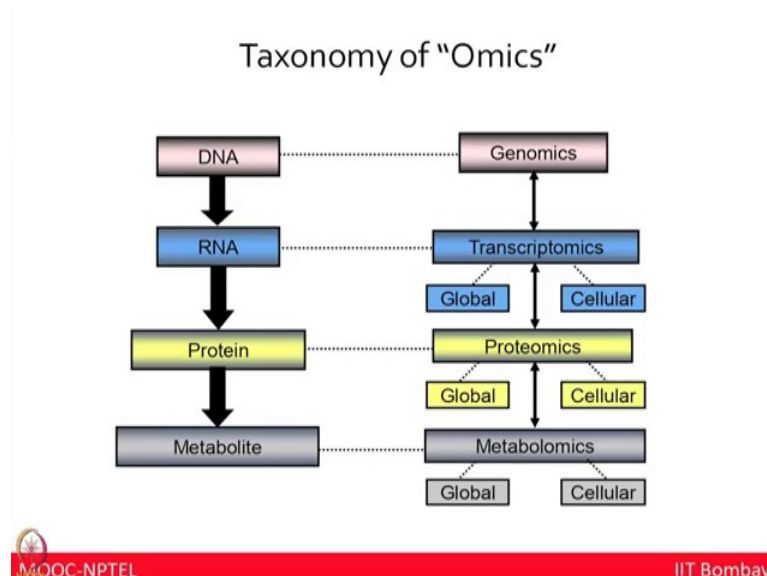 Taxonomy of “Omics”
DNA
Genomics
RNA
Transcriptomics
Global
Cellular
Protein
Proteomics
Global
Cellular
Metabolite
Metabolomics
Global
Cellular
MOOC-NPTEL
IIT Bombay